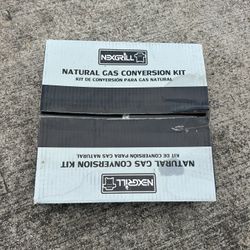 NEXGRILL
NATURAL GAS CONVERSION KIT
KIT DE CONVERSIÓN PARA GAS NATURAL
NEXGRILL
NATURAL GAS CONVERSION KIT
KIT DE CONVERSIÓN PARA GAS NATURAL